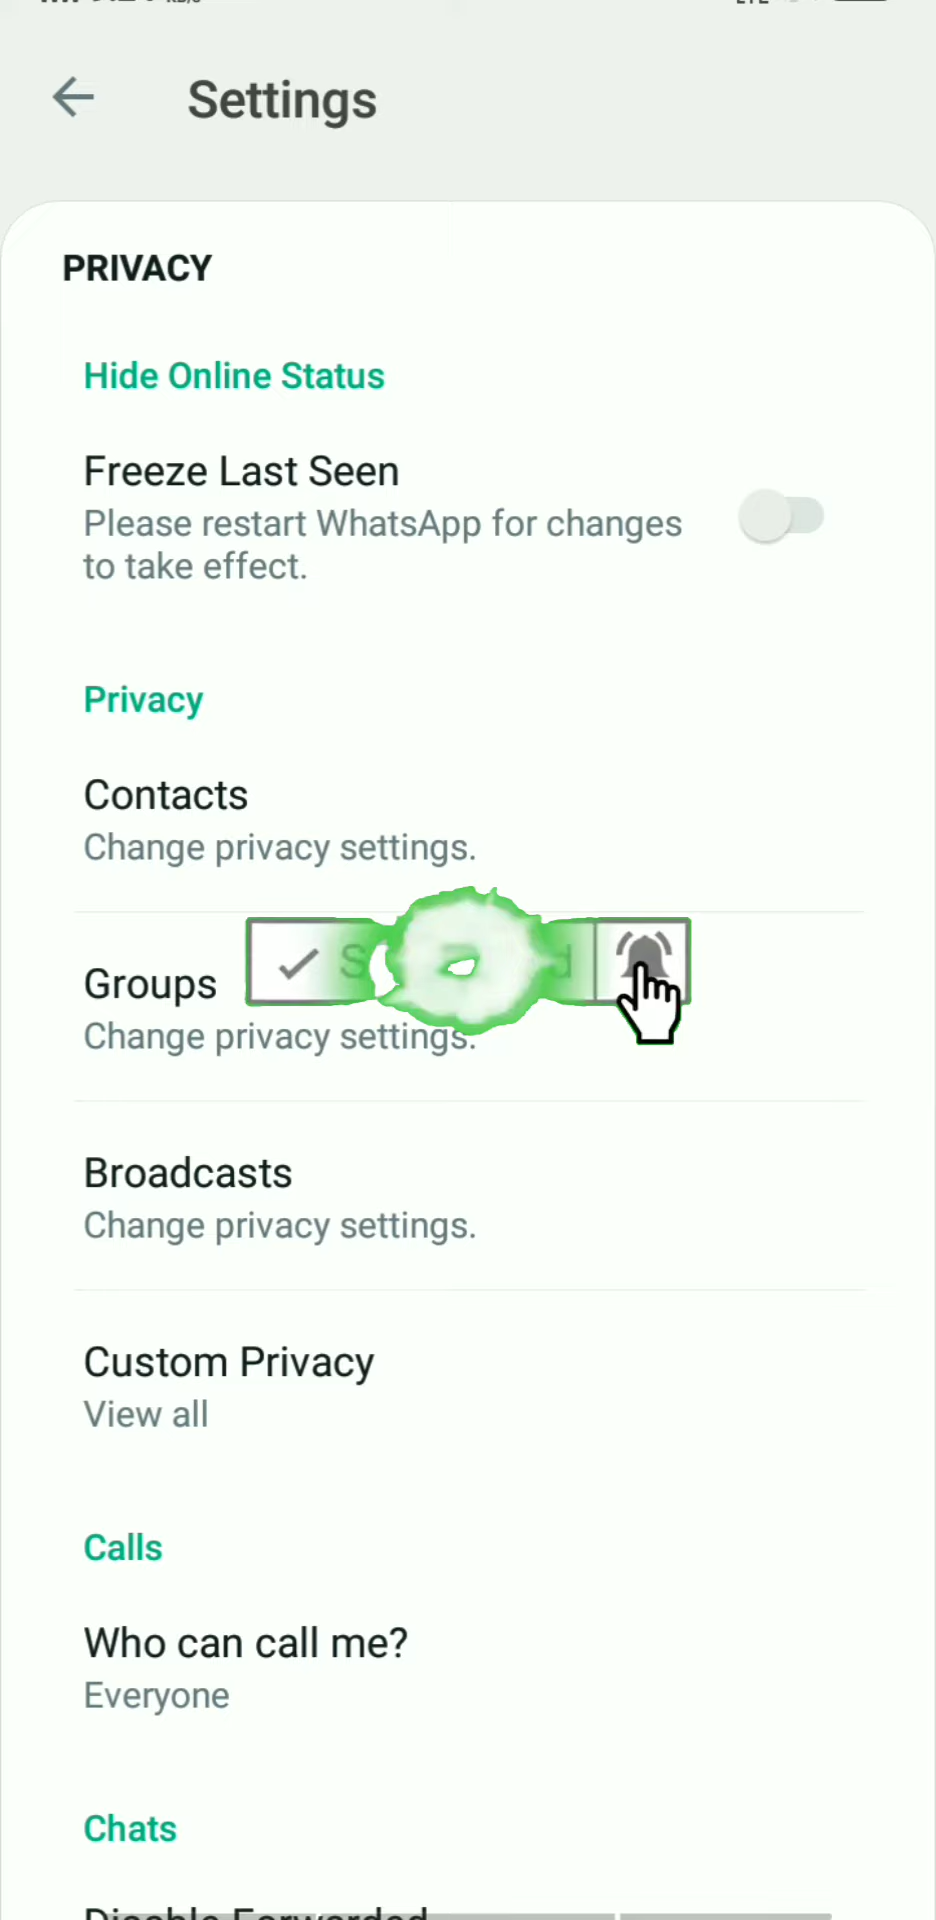 Settings
PRIVACY
Hide Online Status
Freeze Last Seen
Please restart WhatsApp for changes
to take effect.
Privacy
Contacts
Change privacy settings.
Groups
Change privacy settings.
Broadcasts
Change privacy settings.
Custom Privacy
View all
Calls
Who can call me?
Everyone
Chats
Disable Forwarded